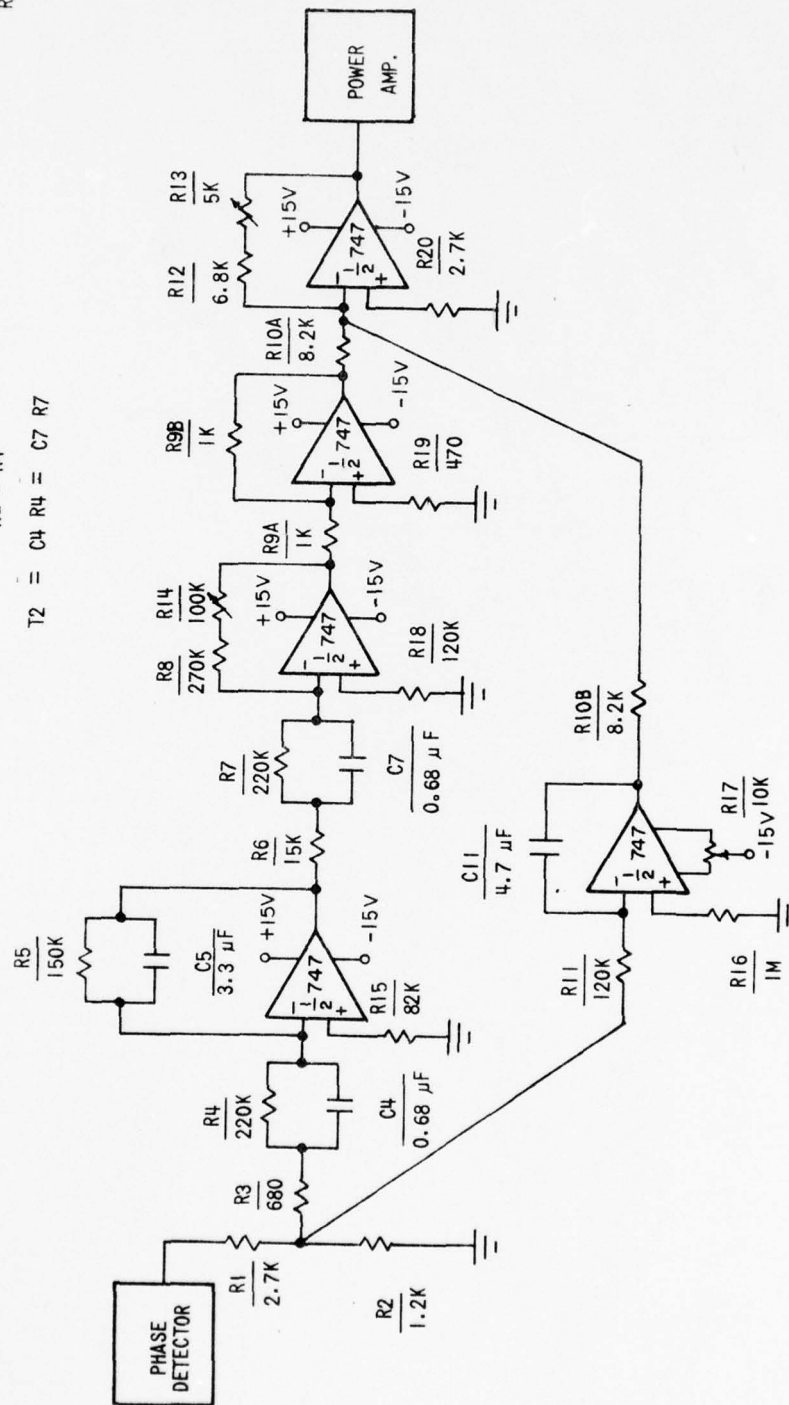 T2 = C4 R4 = C7 R7
PHASE
DETECTOR
R1
2.7K
R2
1.2K
R3
680
R4
220K
C4
0.68 µF
R5
150K
C5
3.3 µF
+15V
-15V
½ 747
- +
R15
82K
R6
15K
R7
220K
C7
0.68 µF
R8
270K
R14
100K
+15V
-15V
½ 747
- +
R18
120K
R9A
1K
R9B
1K
+15V
-15V
½ 747
- +
R19
470
R10A
8.2K
R12
6.8K
R13
5K
+15V
-15V
½ 747
- +
R20
2.7K
POWER
AMP.
R11
120K
C11
4.7 µF
½ 747
- +
R16
1M
R17
10K
-15V
R10B
8.2K